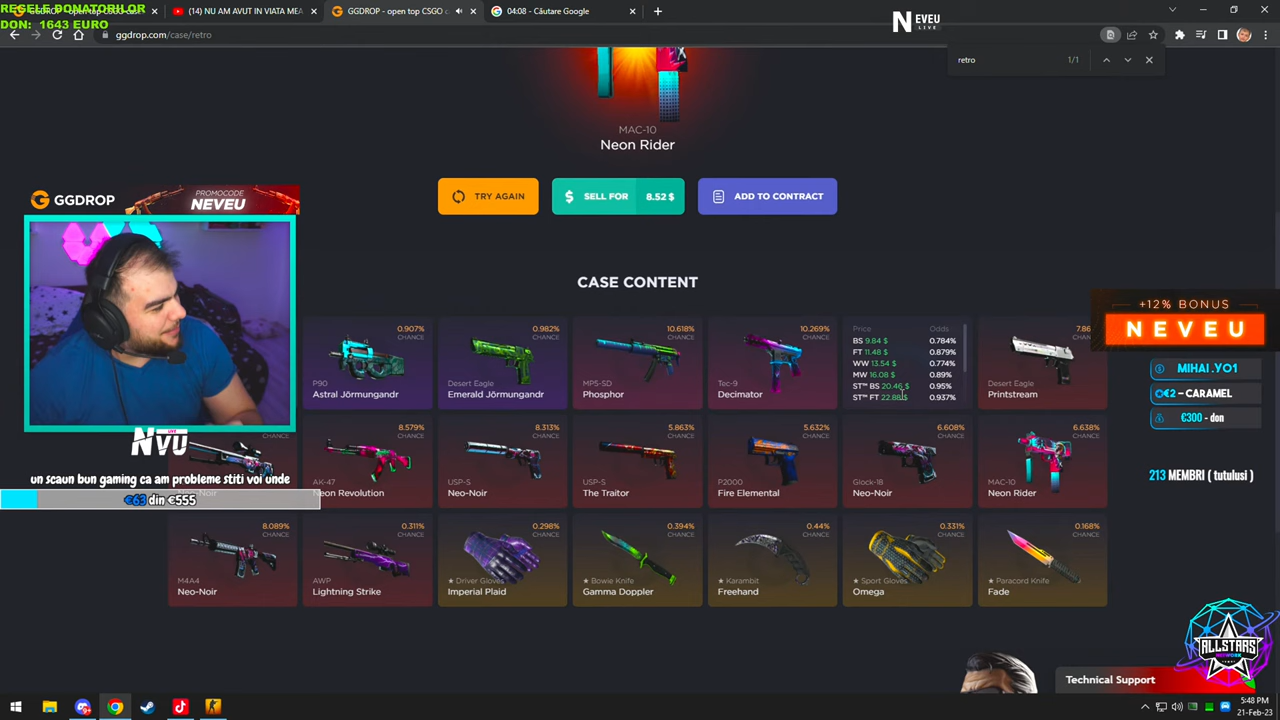 REGELE DONATORILOR
DON: 1643 EURO
(14) NU AM AVUT IN VIATA MEA
GGDROP - open top CSGO c
04:08 - Căutare Google
ggdrop.com/case/retro
NEVEU
LIVE
retro
1/1
MAC-10
Neon Rider
TRY AGAIN
$ SELL FOR 8.52 $
ADD TO CONTRACT
GGDROP
PROMOCODE
NEVEU
CASE CONTENT
0.907%
CHANCE
P90
Astral Jörmungandr
0.982%
CHANCE
Desert Eagle
Emerald Jörmungandr
10.618%
CHANCE
MP5-SD
Phosphor
10.269%
CHANCE
Tec-9
Decimator
Price Odds
BS 9.84 $ 0.784%
FT 11.48 $ 0.879%
WW 13.54 $ 0.774%
MW 16.08 $ 0.89%
ST™ BS 20.46 $ 0.95%
ST™ FT 22.88 $ 0.937%
7.86
CHANCE
Desert Eagle
Printstream
+12% BONUS
NEVEU
MIHAI .YO1
€2 - CARAMEL
€300 - don
213 MEMBRI ( tutulusi )
CHANCE
NVU
LIVE
un scaun bun gaming ca am probleme stiti voi unde
€63 din €555
8.579%
CHANCE
AK-47
Neon Revolution
8.313%
CHANCE
USP-S
Neo-Noir
5.863%
CHANCE
USP-S
The Traitor
5.632%
CHANCE
P2000
Fire Elemental
6.608%
CHANCE
Glock-18
Neo-Noir
6.638%
CHANCE
MAC-10
Neon Rider
8.089%
CHANCE
M4A4
Neo-Noir
0.311%
CHANCE
AWP
Lightning Strike
0.298%
CHANCE
★ Driver Gloves
Imperial Plaid
0.394%
CHANCE
★ Bowie Knife
Gamma Doppler
0.44%
CHANCE
★ Karambit
Freehand
0.331%
CHANCE
★ Sport Gloves
Omega
0.168%
CHANCE
★ Paracord Knife
Fade
ALLSTARS
NETWORK
Technical Support
5:48 PM
21-Feb-23